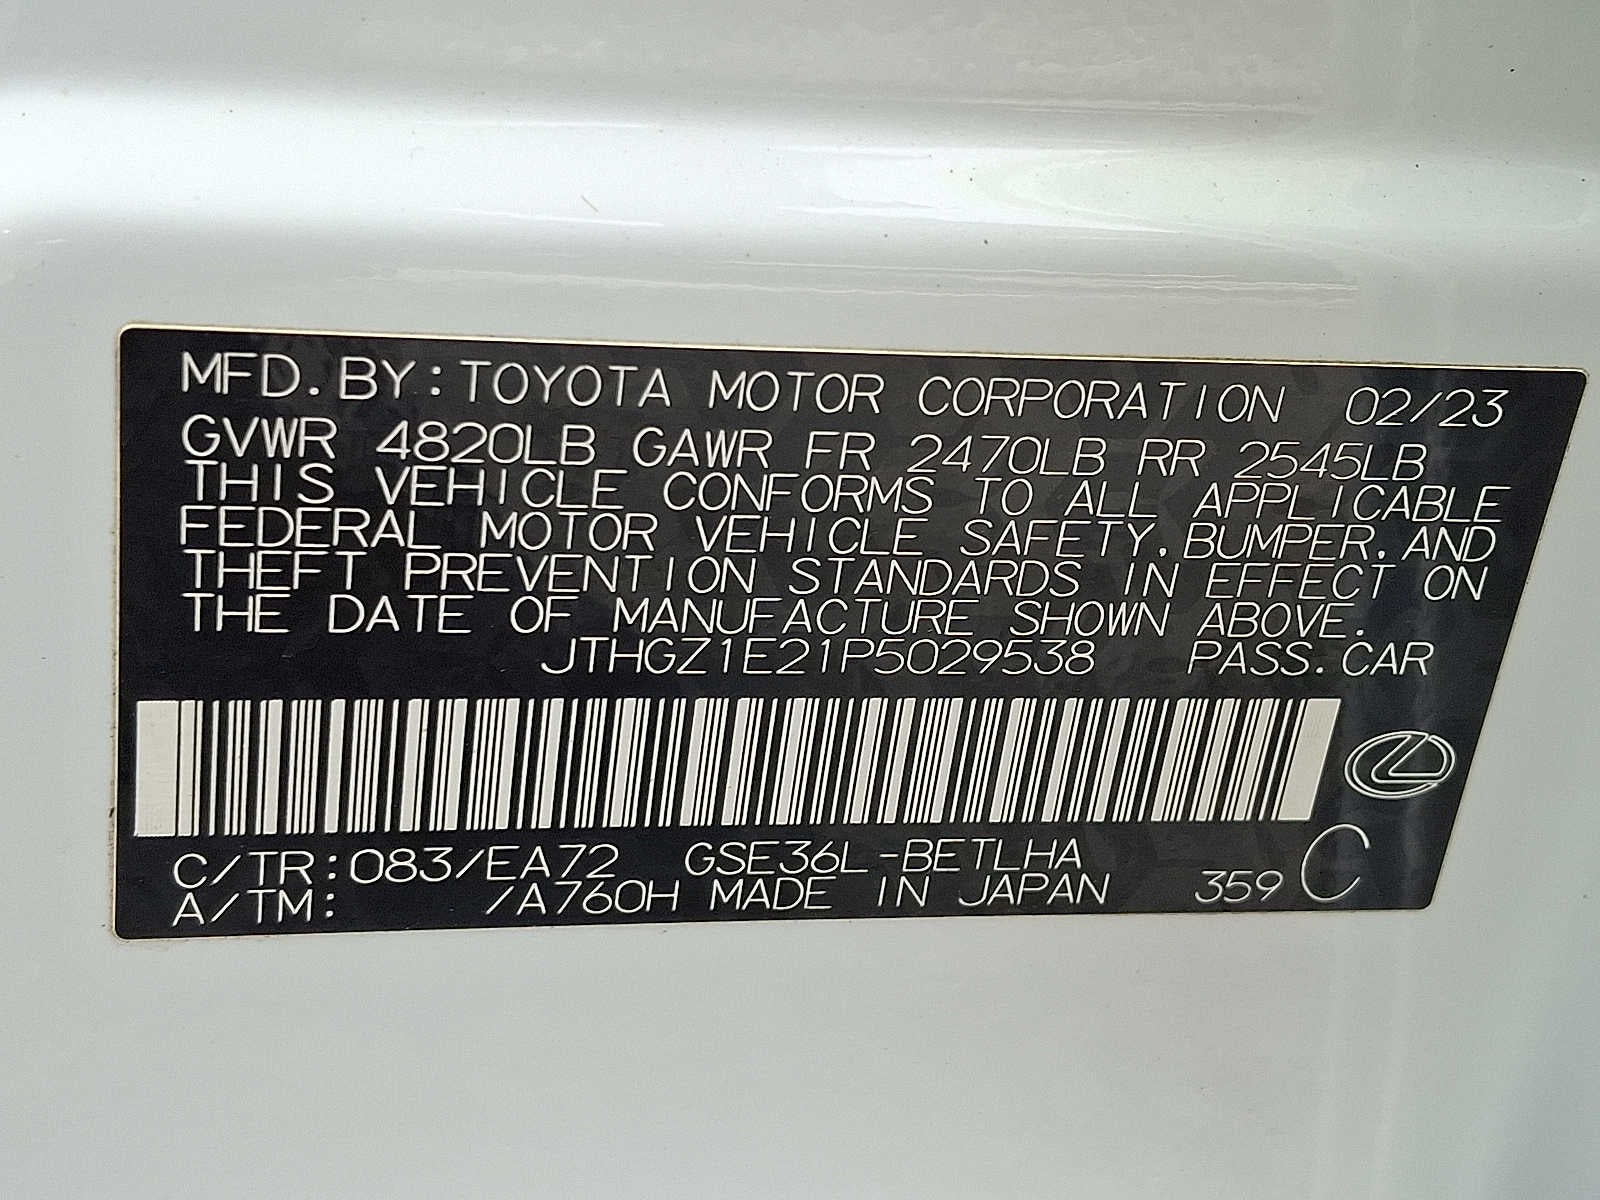 MFD.BY:TOYOTA MOTOR CORPORATION 02/23
GVWR 4820LB GAWR FR 2470LB RR 2545LB
THIS VEHICLE CONFORMS TO ALL APPLICABLE
FEDERAL MOTOR VEHICLE SAFETY,BUMPER,AND
THEFT PREVENTION STANDARDS IN EFFECT ON
THE DATE OF MANUFACTURE SHOWN ABOVE.
JTHGZ1E21P5029538 PASS.CAR
C/TR:083/EA72 GSE36L-BETLHA
A/TM: /A760H MADE IN JAPAN 359 C